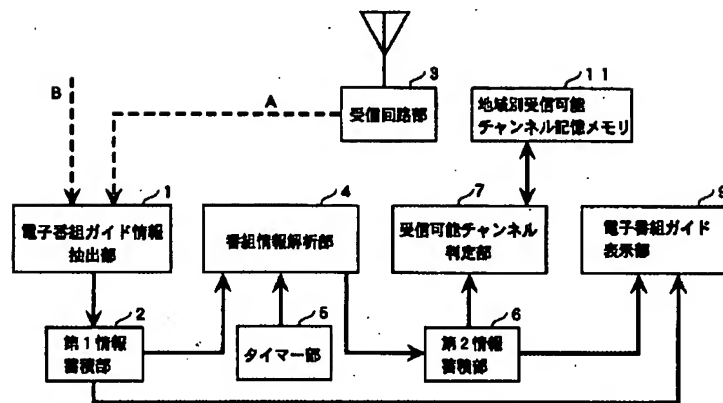 3
受信回路部
11
地域別受信可能
チャンネル記憶メモリ
B
A
1
電子番組ガイド情報
抽出部
4
番組情報解析部
7
受信可能チャンネル
判定部
9
電子番組ガイド
表示部
2
第1情報
蓄積部
5
タイマー部
6
第2情報
蓄積部